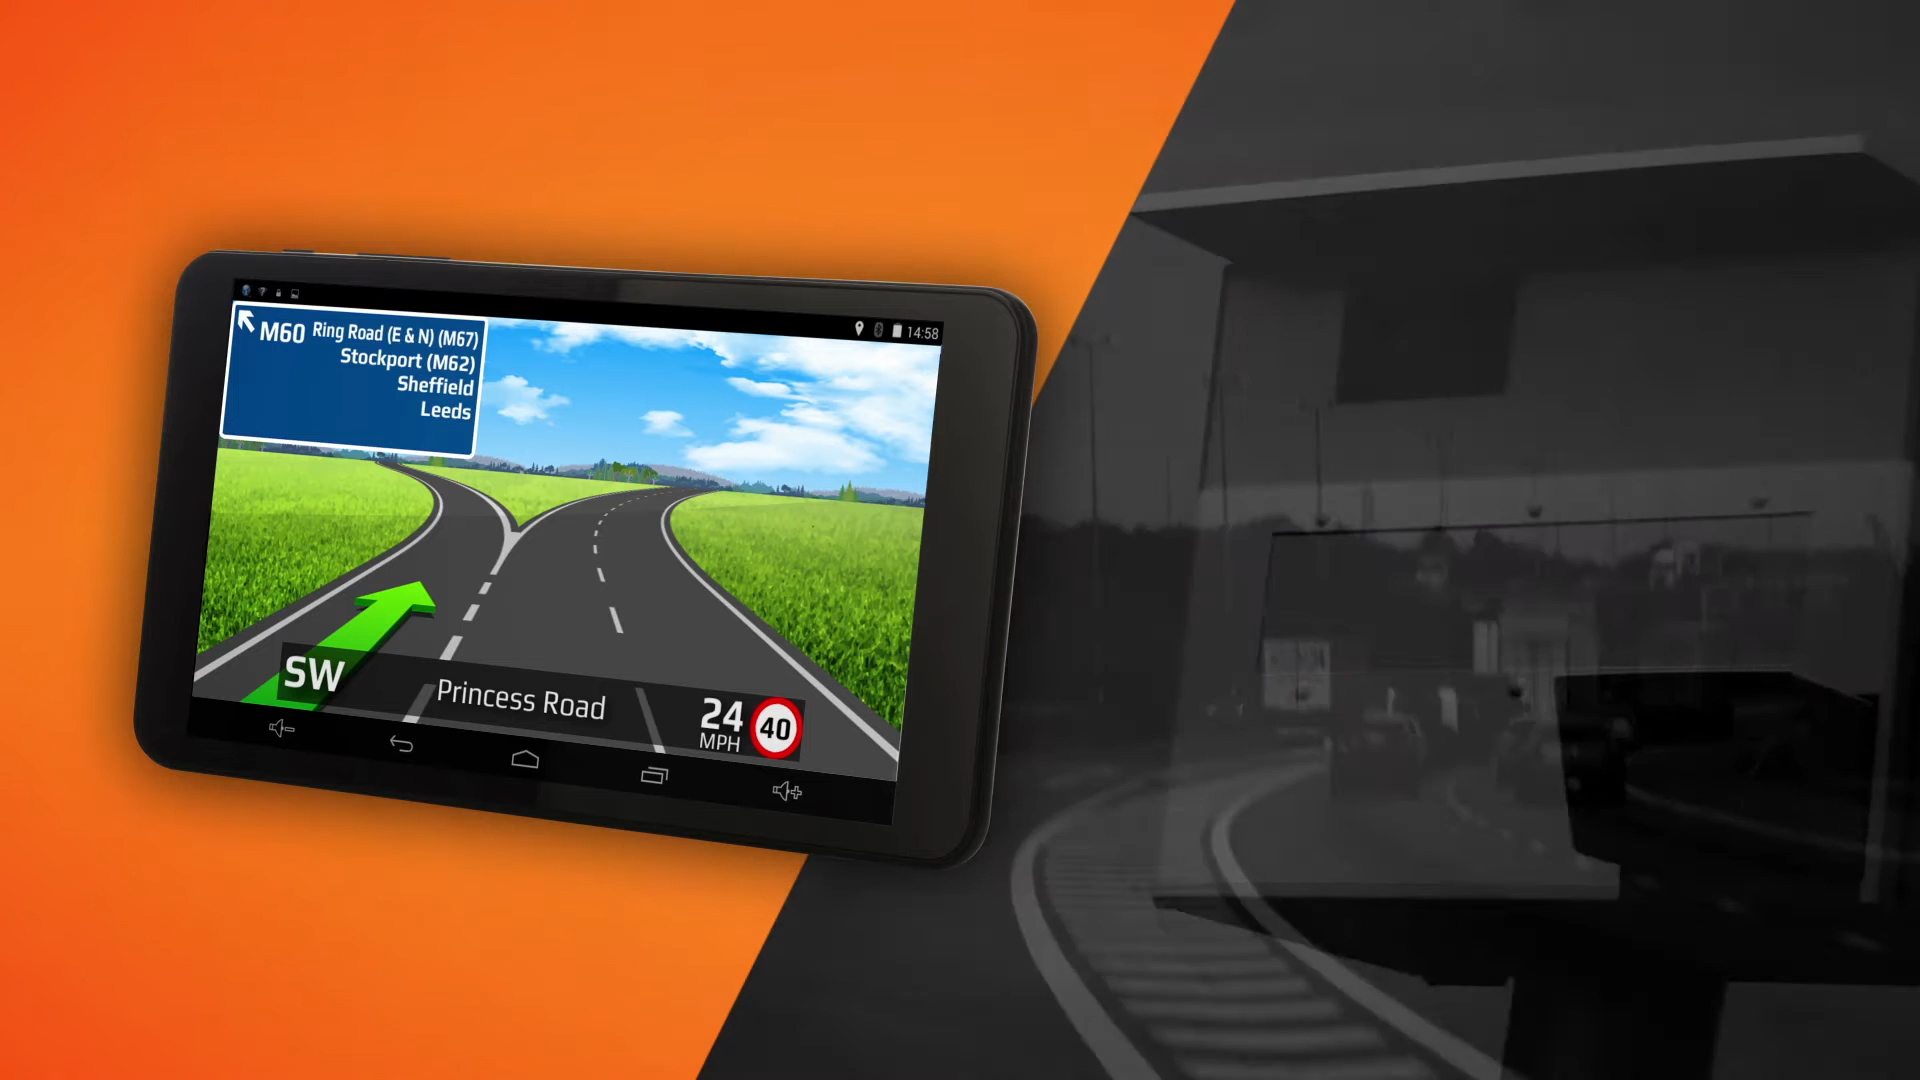 14:58
M60 Ring Road (E & N) (M67)
Stockport (M62)
Sheffield
Leeds
SW
Princess Road
24
MPH
40